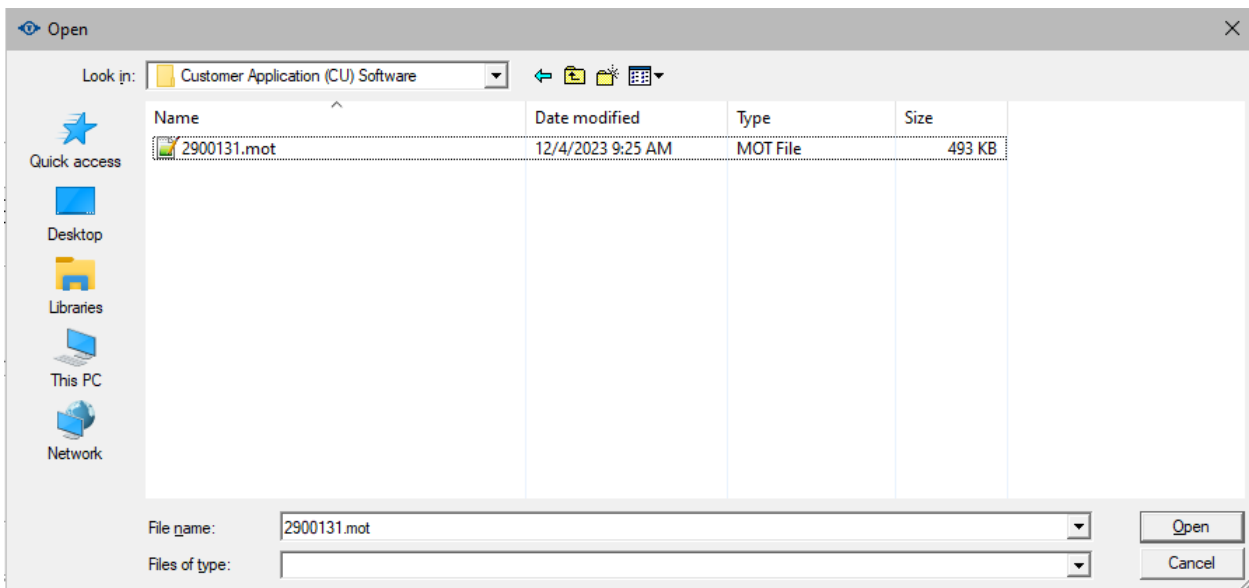 Open
Look in: Customer Application (CU) Software
Name Date modified Type Size
2900131.mot 12/4/2023 9:25 AM MOT File 493 KB
Quick access
Desktop
Libraries
This PC
Network
File name: 2900131.mot Open
Files of type: Cancel